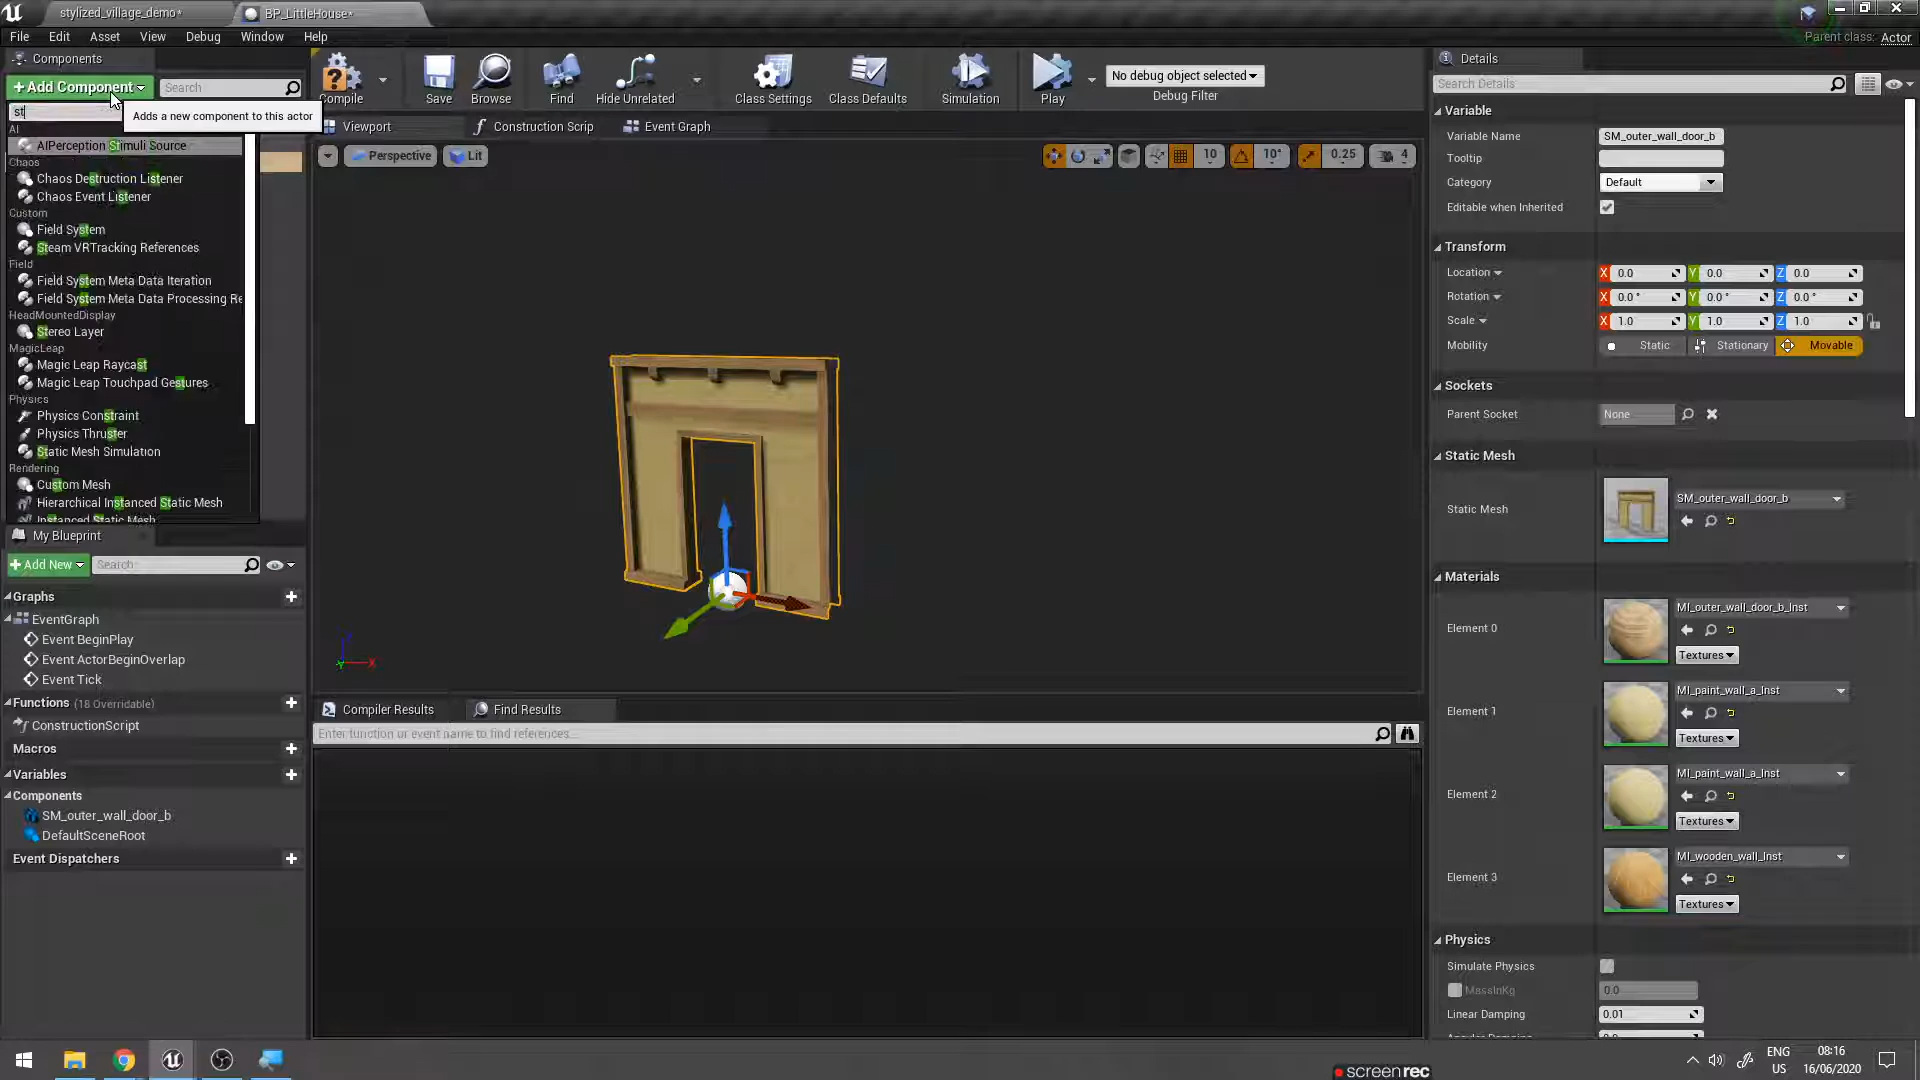 stylized_village_demo*
BP_LittleHouse*
File Edit Asset View Debug Window Help
Parent class: Actor
Components
+Add Component
Search
st
Adds a new component to this actor
AI
AIPerception Stimuli Source
Chaos
Chaos Destruction Listener
Chaos Event Listener
Custom
Field System
Steam VRTracking References
Field
Field System Meta Data Iteration
Field System Meta Data Processing Re
HeadMountedDisplay
Stereo Layer
MagicLeap
Magic Leap Raycast
Magic Leap Touchpad Gestures
Physics
Physics Constraint
Physics Thruster
Static Mesh Simulation
Rendering
Custom Mesh
Hierarchical Instanced Static Mesh
Instanced Static Mesh
My Blueprint
+Add New
Search
Graphs
EventGraph
Event BeginPlay
Event ActorBeginOverlap
Event Tick
Functions (18 Overridable)
ConstructionScript
Macros
Variables
Components
SM_outer_wall_door_b
DefaultSceneRoot
Event Dispatchers
Compile Save Browse Find Hide Unrelated Class Settings Class Defaults Simulation Play
No debug object selected
Debug Filter
Viewport
Construction Scrip
Event Graph
Perspective
Lit
10 10° 0.25 4
Compiler Results
Find Results
Enter function or event name to find references...
Details
Search Details
Variable
Variable Name SM_outer_wall_door_b
Tooltip
Category Default
Editable when Inherited
Transform
Location X 0.0 Y 0.0 Z 0.0
Rotation X 0.0 ° Y 0.0 ° Z 0.0 °
Scale X 1.0 Y 1.0 Z 1.0
Mobility Static Stationary Movable
Sockets
Parent Socket None
Static Mesh
Static Mesh SM_outer_wall_door_b
Materials
Element 0 MI_outer_wall_door_b_Inst
Textures
Element 1 MI_paint_wall_a_Inst
Textures
Element 2 MI_paint_wall_a_Inst
Textures
Element 3 MI_wooden_wall_Inst
Textures
Physics
Simulate Physics
MassInKg 0.0
Linear Damping 0.01
ENG
US
08:16
16/06/2020
screenrec